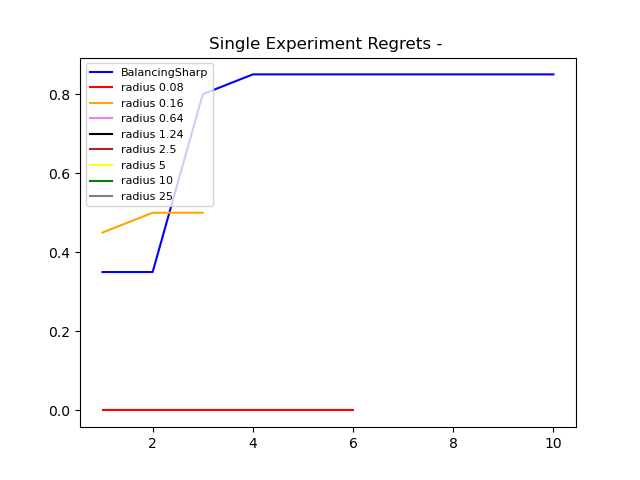 Single Experiment Regrets -
BalancingSharp
radius 0.08
radius 0.16
radius 0.64
radius 1.24
radius 2.5
radius 5
radius 10
radius 25
0.8
0.6
0.4
0.2
0.0
2 4 6 8 10